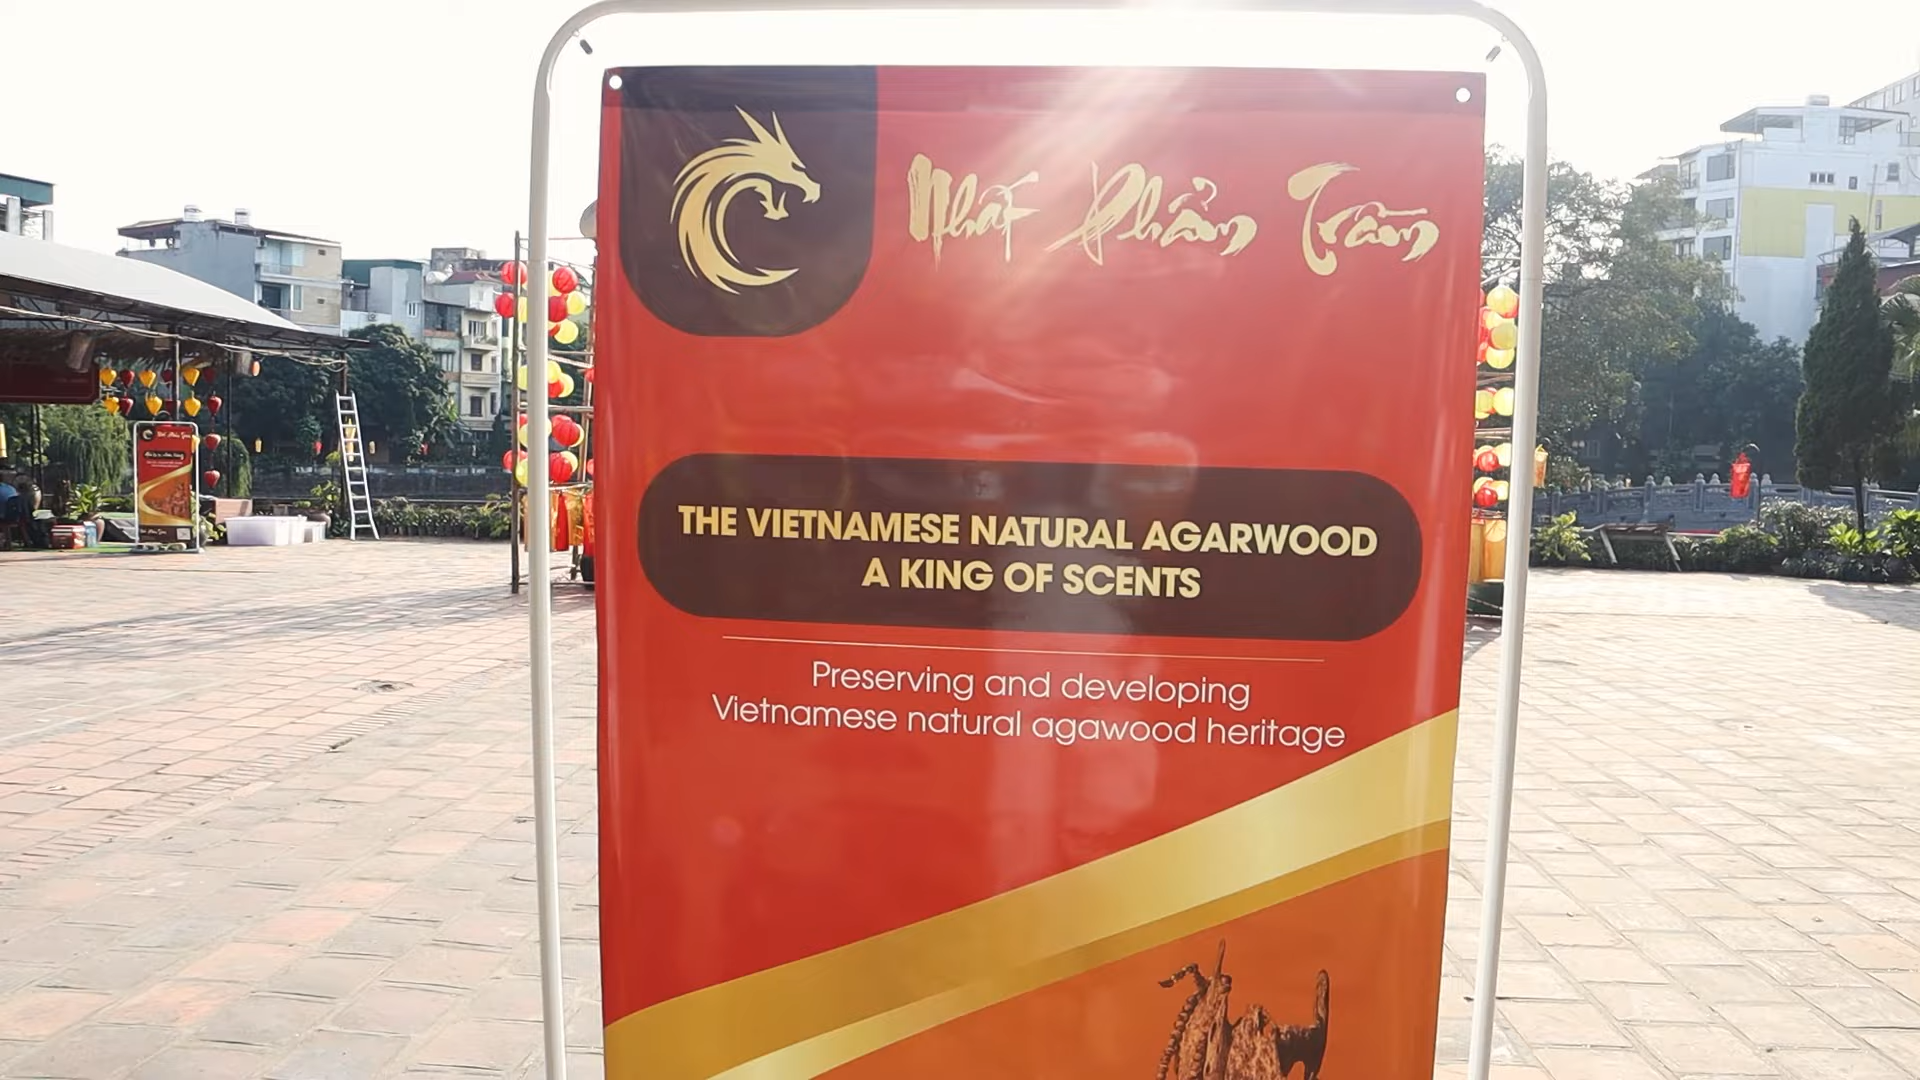 Nhất Phẩm Trầm
THE VIETNAMESE NATURAL AGARWOOD
A KING OF SCENTS
Preserving and developing
Vietnamese natural agawood heritage